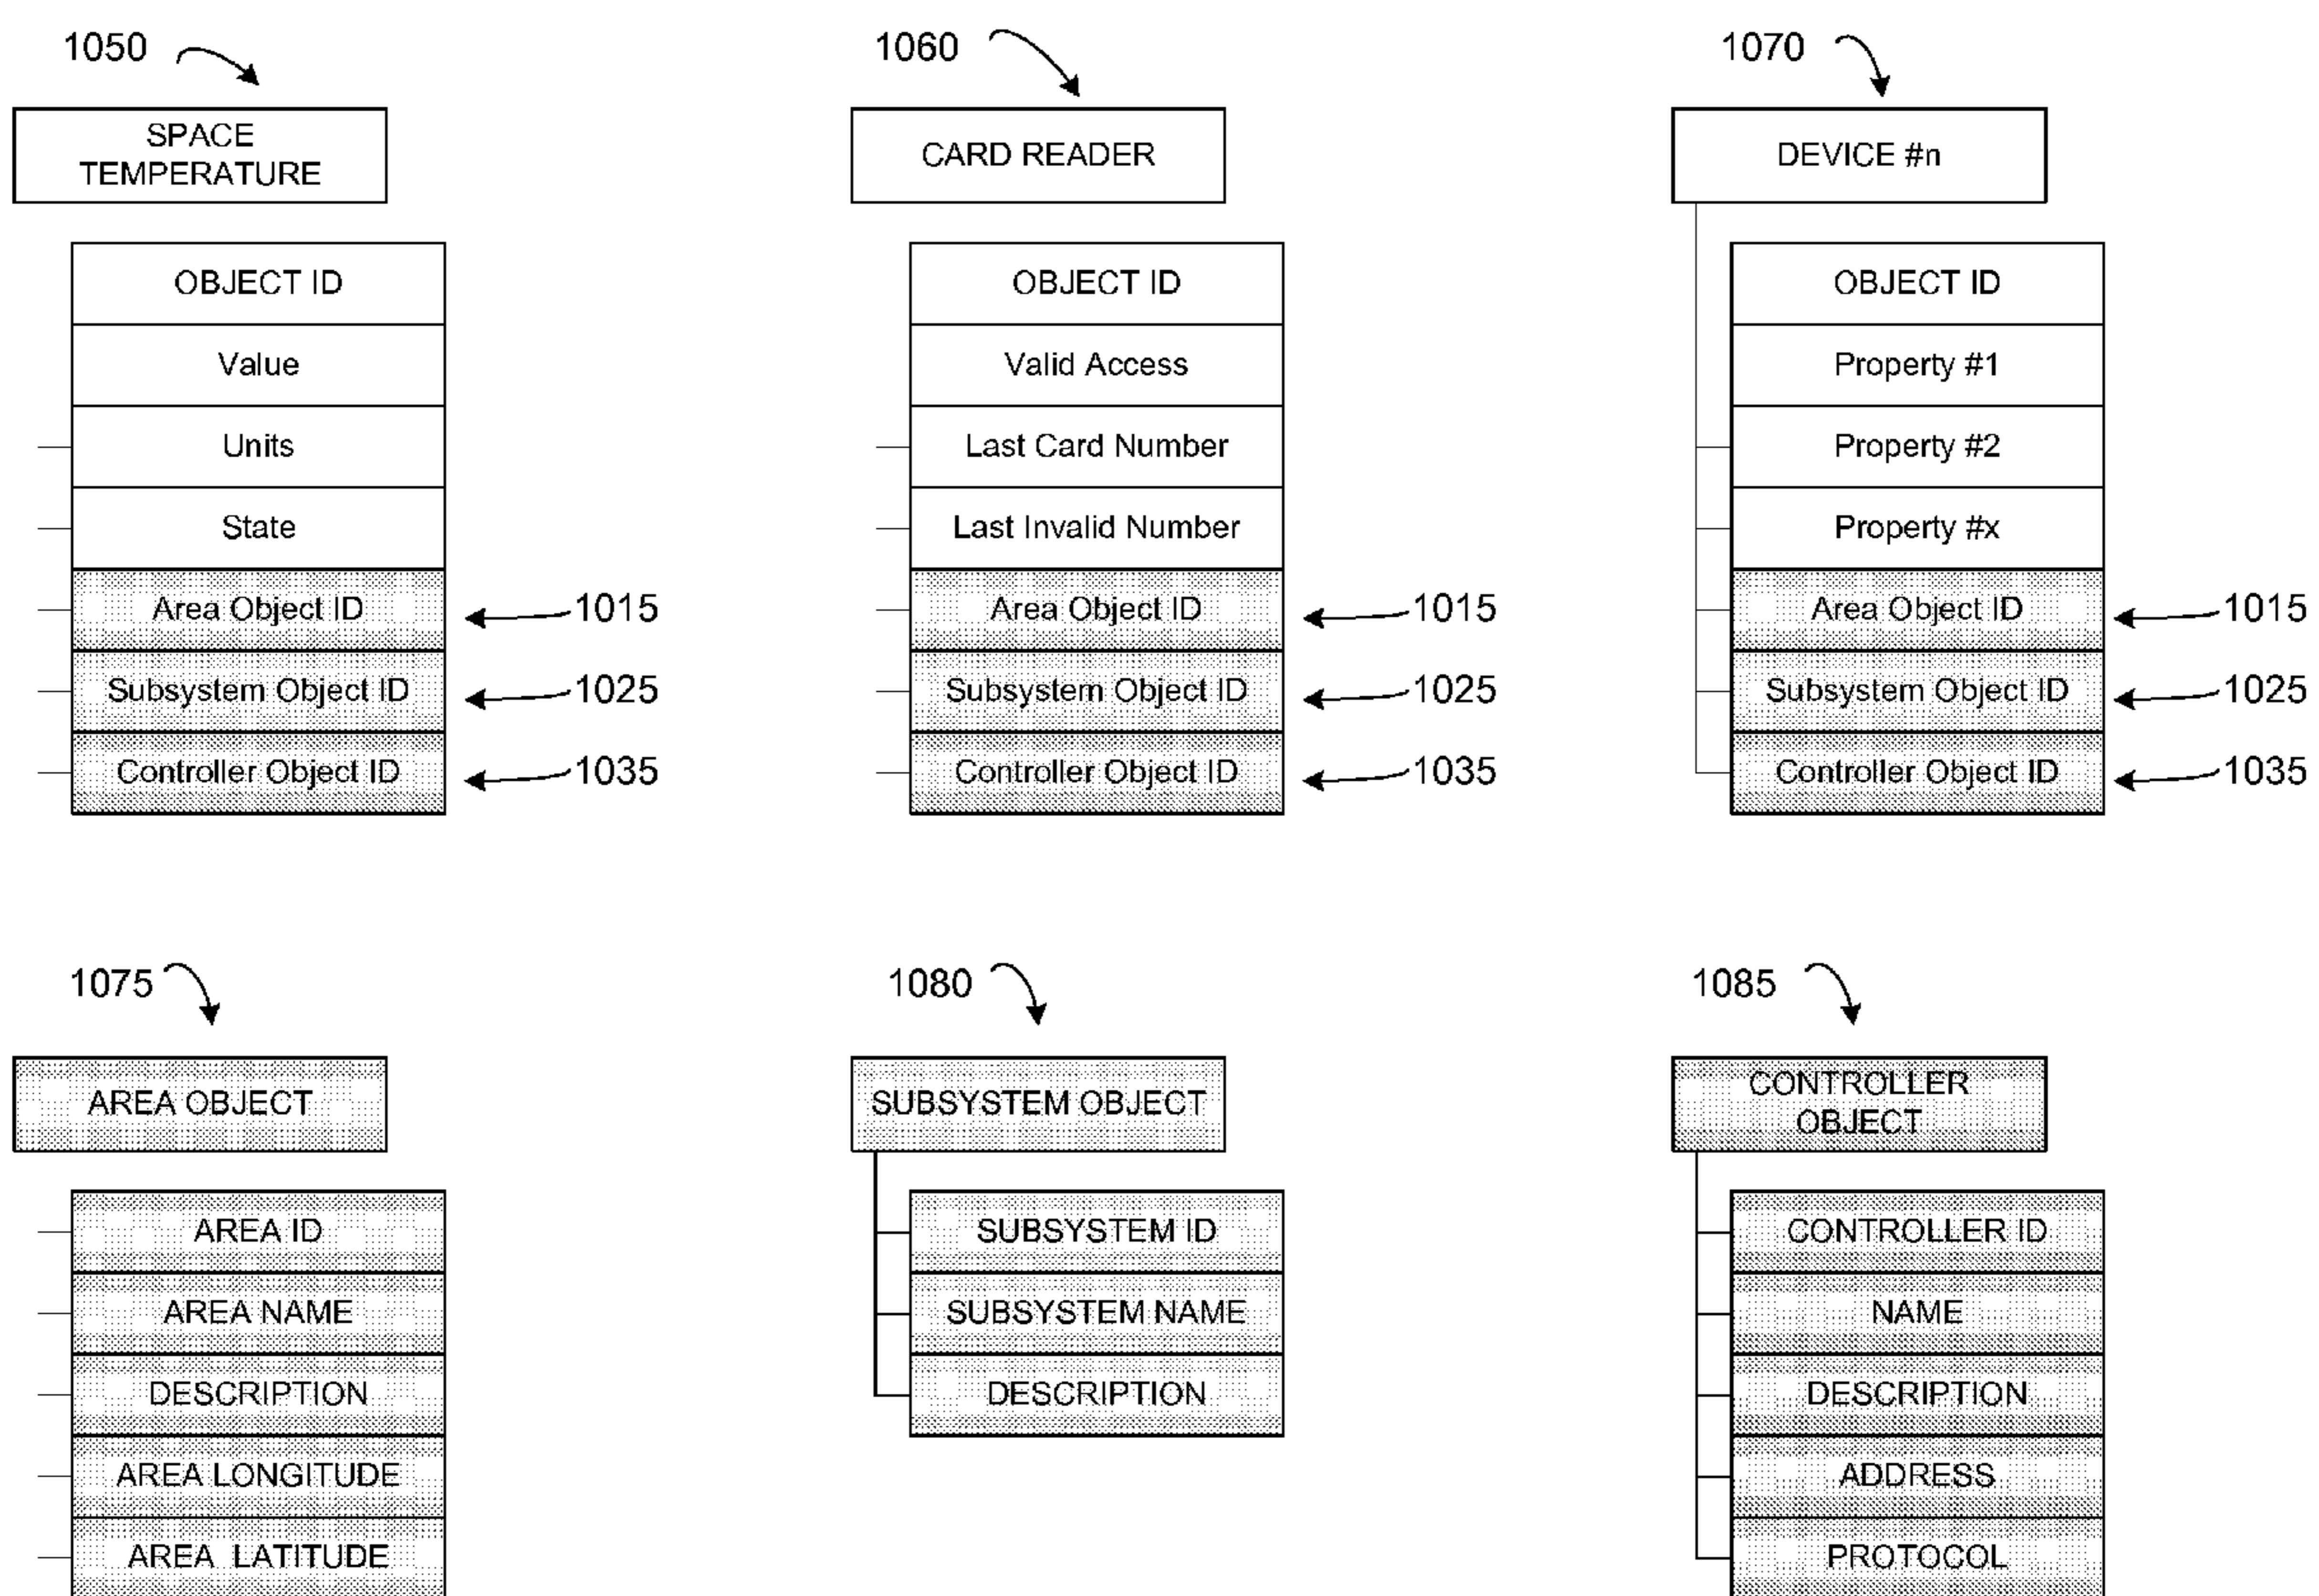 1050
SPACE
TEMPERATURE
OBJECT ID
Value
Units
State
Area Object ID
1015
Subsystem Object ID
1025
Controller Object ID
1035
1060
CARD READER
OBJECT ID
Valid Access
Last Card Number
Last Invalid Number
Area Object ID
1015
Subsystem Object ID
1025
Controller Object ID
1035
1070
DEVICE #n
OBJECT ID
Property #1
Property #2
Property #x
Area Object ID
1015
Subsystem Object ID
1025
Controller Object ID
1035
1075
AREA OBJECT
AREA ID
AREA NAME
DESCRIPTION
AREA LONGITUDE
AREA LATITUDE
1080
SUBSYSTEM OBJECT
SUBSYSTEM ID
SUBSYSTEM NAME
DESCRIPTION
1085
CONTROLLER
OBJECT
CONTROLLER ID
NAME
DESCRIPTION
ADDRESS
PROTOCOL